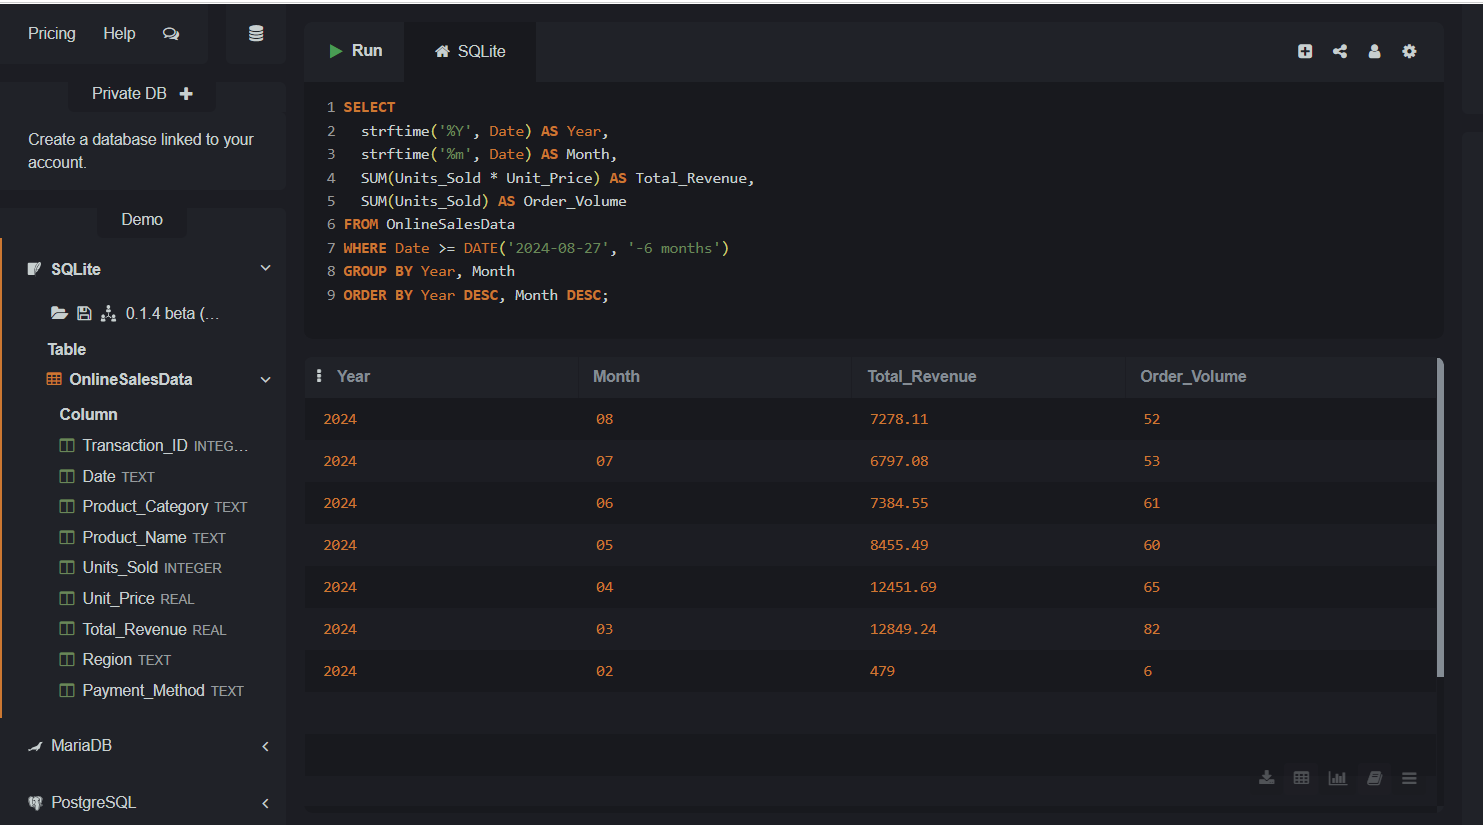 Pricing Help
Private DB
Create a database linked to your
account.
Demo
SQLite
0.1.4 beta (...
Table
OnlineSalesData
Column
Transaction_ID INTEG...
Date TEXT
Product_Category TEXT
Product_Name TEXT
Units_Sold INTEGER
Unit_Price REAL
Total_Revenue REAL
Region TEXT
Payment_Method TEXT
MariaDB
PostgreSQL
Run SQLite
1 SELECT
2 strftime('%Y', Date) AS Year,
3 strftime('%m', Date) AS Month,
4 SUM(Units_Sold * Unit_Price) AS Total_Revenue,
5 SUM(Units_Sold) AS Order_Volume
6 FROM OnlineSalesData
7 WHERE Date >= DATE('2024-08-27', '-6 months')
8 GROUP BY Year, Month
9 ORDER BY Year DESC, Month DESC;
Year Month Total_Revenue Order_Volume
2024 08 7278.11 52
2024 07 6797.08 53
2024 06 7384.55 61
2024 05 8455.49 60
2024 04 12451.69 65
2024 03 12849.24 82
2024 02 479 6